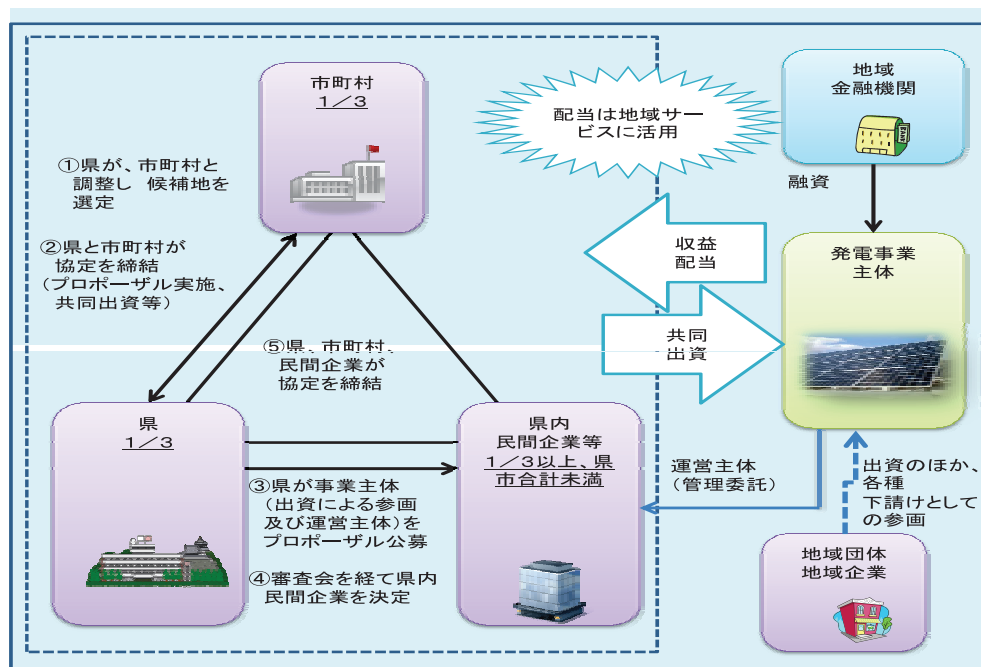 市町村
1／3
①県が、市町村と
調整し 候補地を
選定
②県と市町村が
協定を締結
（プロポーザル実施、
共同出資等）
⑤県、市町村、
民間企業が
協定を締結
県
1／3
③県が事業主体
（出資による参画
及び運営主体）を
プロポーザル公募
④審査会を経て県内
民間企業を決定
県内
民間企業等
1／3以上、県
市合計未満
配当は地域サー
ビスに活用
収益
配当
共同
出資
地域
金融機関
BANK
融資
発電事業
主体
運営主体
（管理委託）
出資のほか、
各種
下請けとして
の参画
地域団体
地域企業